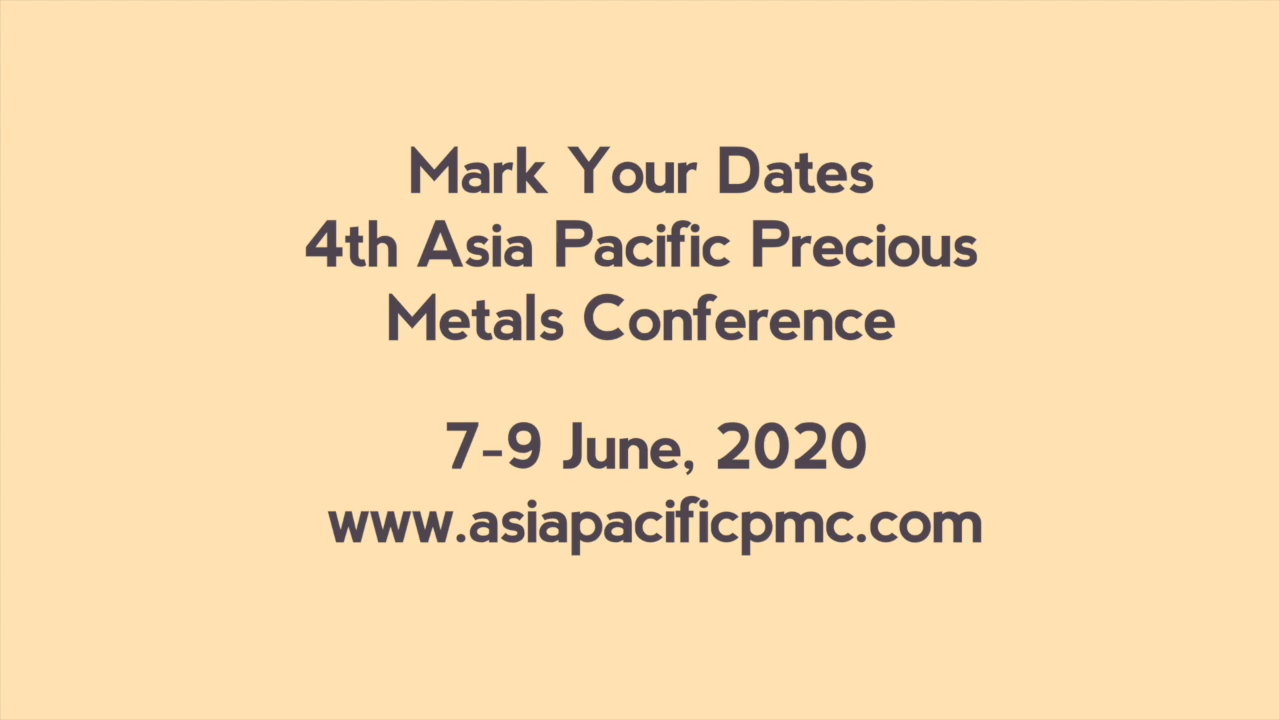 Mark Your Dates
4th Asia Pacific Precious
Metals Conference
7-9 June, 2020
www.asiapacificpmc.com